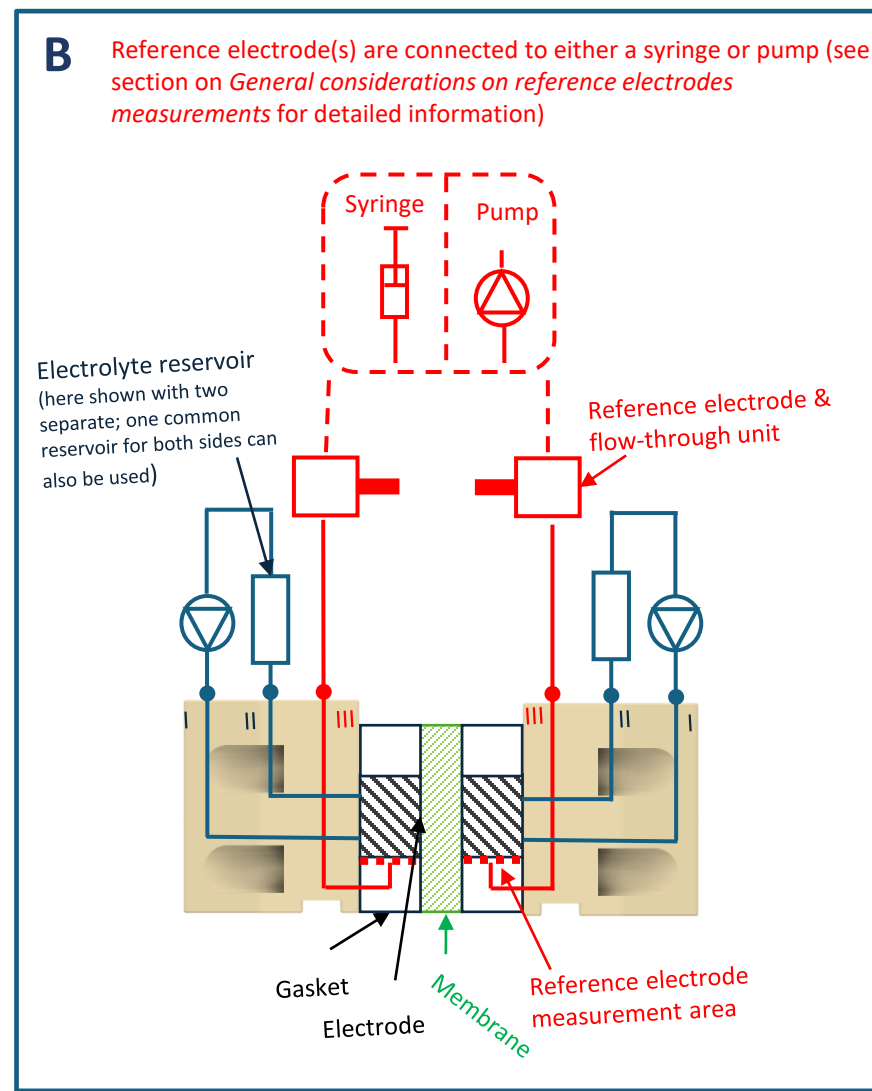 B
Reference electrode(s) are connected to either a syringe or pump (see
section on General considerations on reference electrodes
measurements for detailed information)
Syringe
Pump
Electrolyte reservoir
(here shown with two
separate; one common
reservoir for both sides can
also be used)
Reference electrode &
flow-through unit
I
II
III
III
II
I
Gasket
Electrode
Membrane
Reference electrode
measurement area